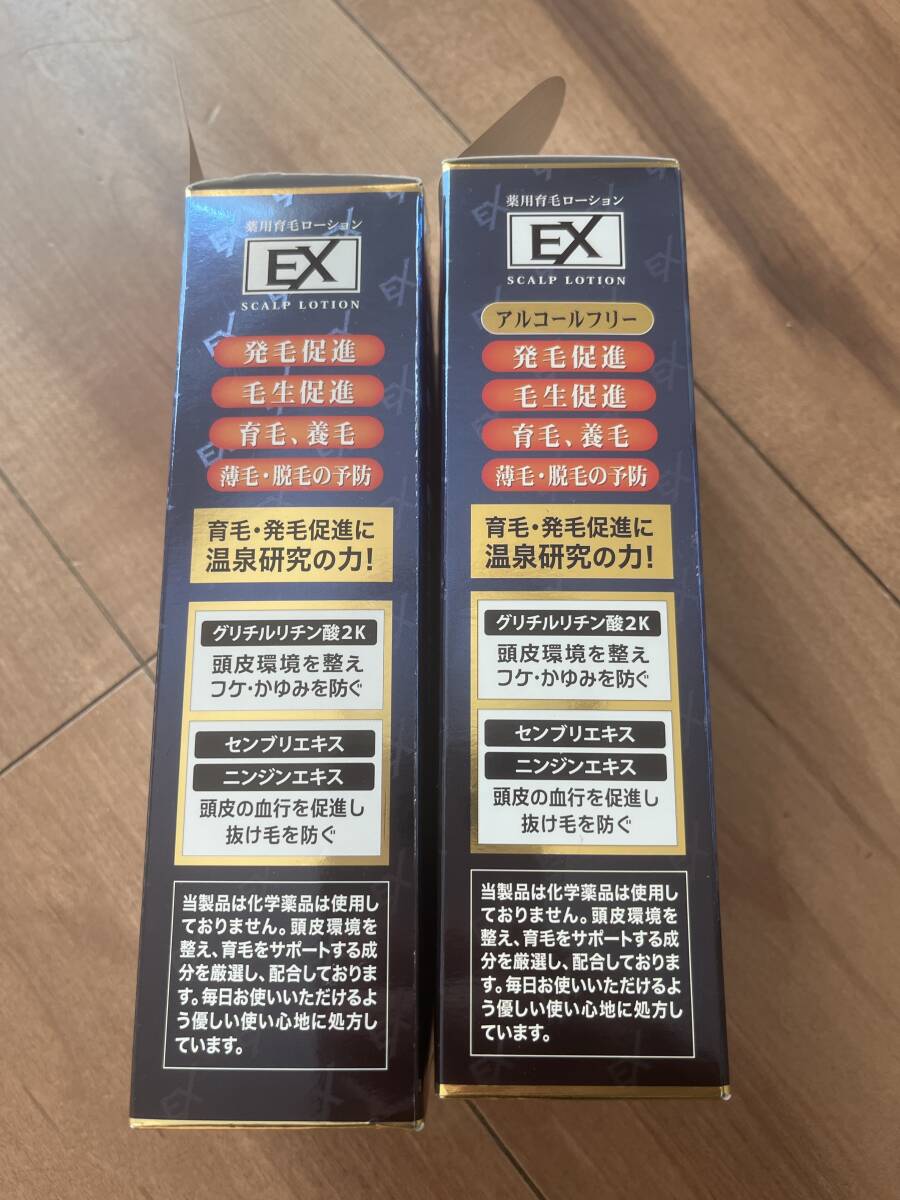 薬用育毛ローション
EX
SCALP LOTION
発毛促進
毛生促進
育毛、養毛
薄毛・脱毛の予防
育毛・発毛促進に
温泉研究の力!
グリチルリチン酸2K
頭皮環境を整え
フケ・かゆみを防ぐ
センブリエキス
ニンジンエキス
頭皮の血行を促進し
抜け毛を防ぐ
当製品は化学薬品は使用し
ておりません。頭皮環境を
整え、育毛をサポートする成
分を厳選し、配合しておりま
す。毎日お使いいただけるよ
う優しい使い心地に処方し
ています。
薬用育毛ローション
EX
SCALP LOTION
アルコールフリー
発毛促進
毛生促進
育毛、養毛
薄毛・脱毛の予防
育毛・発毛促進に
温泉研究の力!
グリチルリチン酸2K
頭皮環境を整え
フケ・かゆみを防ぐ
センブリエキス
ニンジンエキス
頭皮の血行を促進し
抜け毛を防ぐ
当製品は化学薬品は使用し
ておりません。頭皮環境を
整え、育毛をサポートする成
分を厳選し、配合しておりま
す。毎日お使いいただけるよ
う優しい使い心地に処方し
ています。